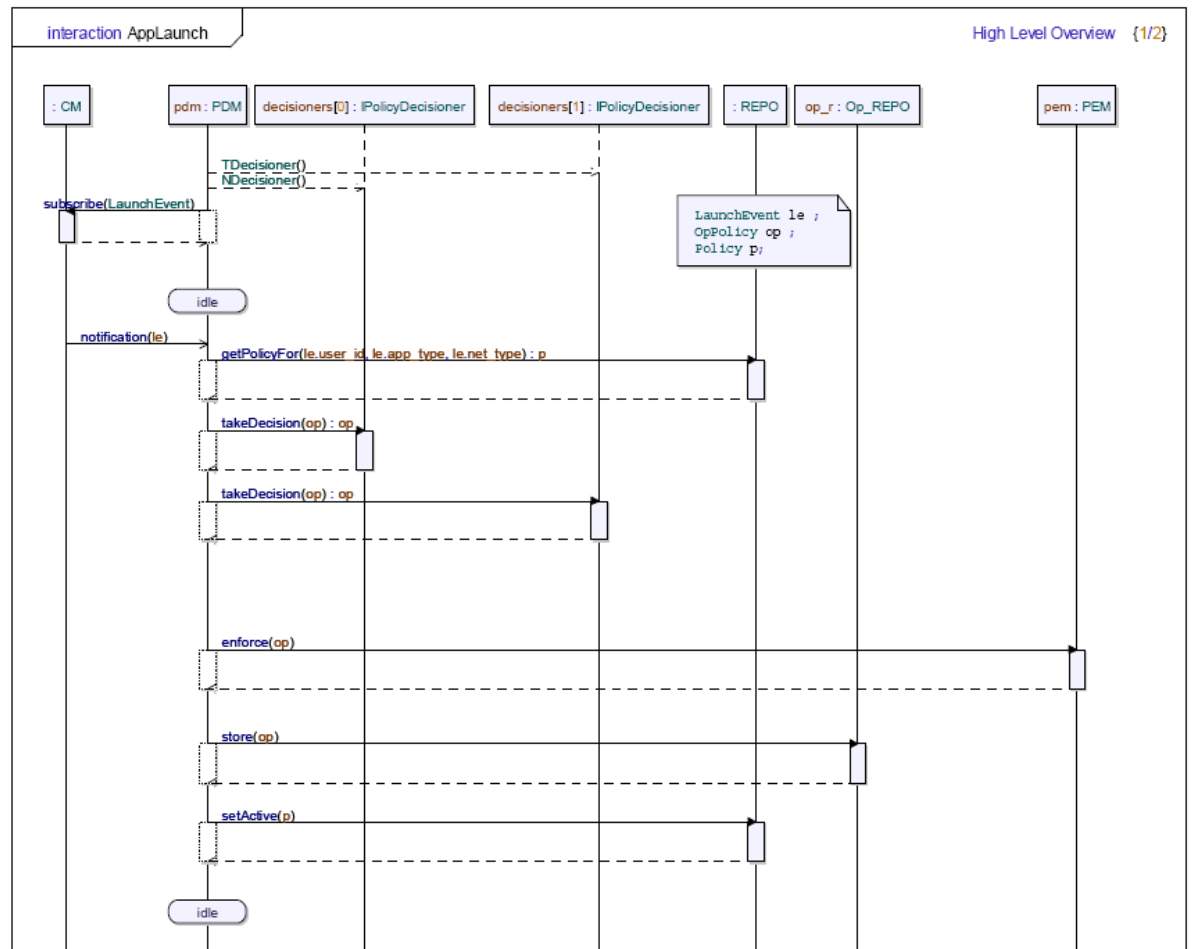 interaction AppLaunch
High Level Overview {1/2}
: CM
pdm : PDM
decisioners[0] : IPolicyDecisioner
decisioners[1] : IPolicyDecisioner
: REPO
op_r : Op_REPO
pem : PEM
TDecisioner()
NDecisioner()
subscribe(LaunchEvent)
LaunchEvent le ;
OpPolicy op ;
Policy p;
idle
notification(le)
getPolicyFor(le.user_id, le.app_type, le.net_type) : p
takeDecision(op) : op
takeDecision(op) : op
enforce(op)
store(op)
setActive(p)
idle